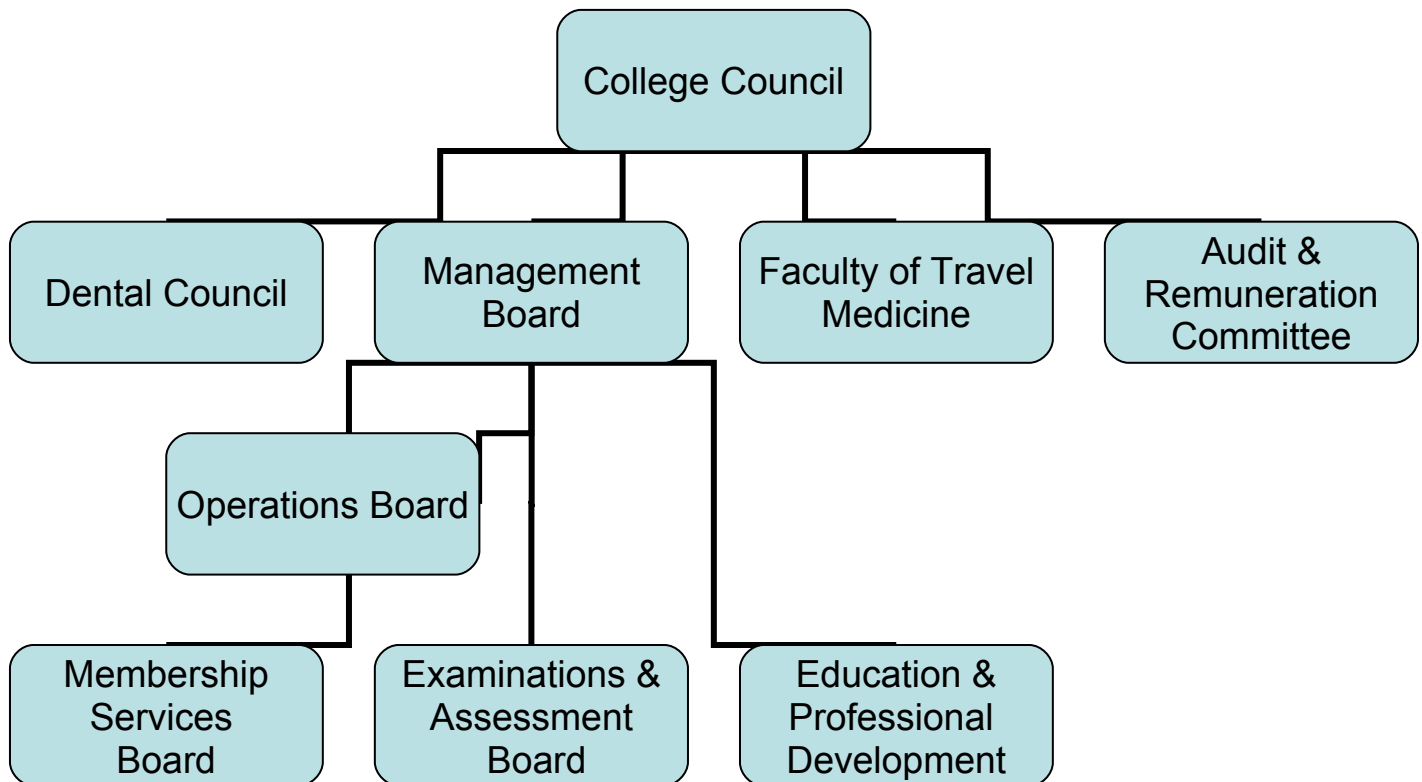 College Council
Dental Council
Management
Board
Faculty of Travel
Medicine
Audit &
Remuneration
Committee
Operations Board
Membership
Services
Board
Examinations &
Assessment
Board
Education &
Professional
Development